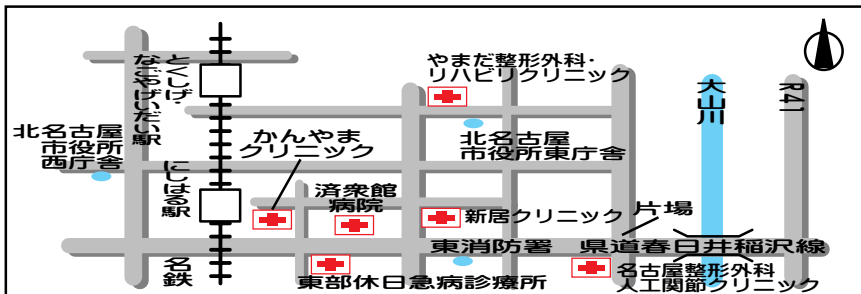 やまだ整形外科・
リハビリクリニック
とくしげ・
なごやげいだい駅
大山川
R41
北名古屋
市役所
西庁舎
かんやま
クリニック
北名古屋
市役所東庁舎
にしはる駅
済衆館
病院
新居クリニック
片場
東消防署
県道春日井稲沢線
名鉄
東部休日急病診療所
名古屋整形外科
人工関節クリニック